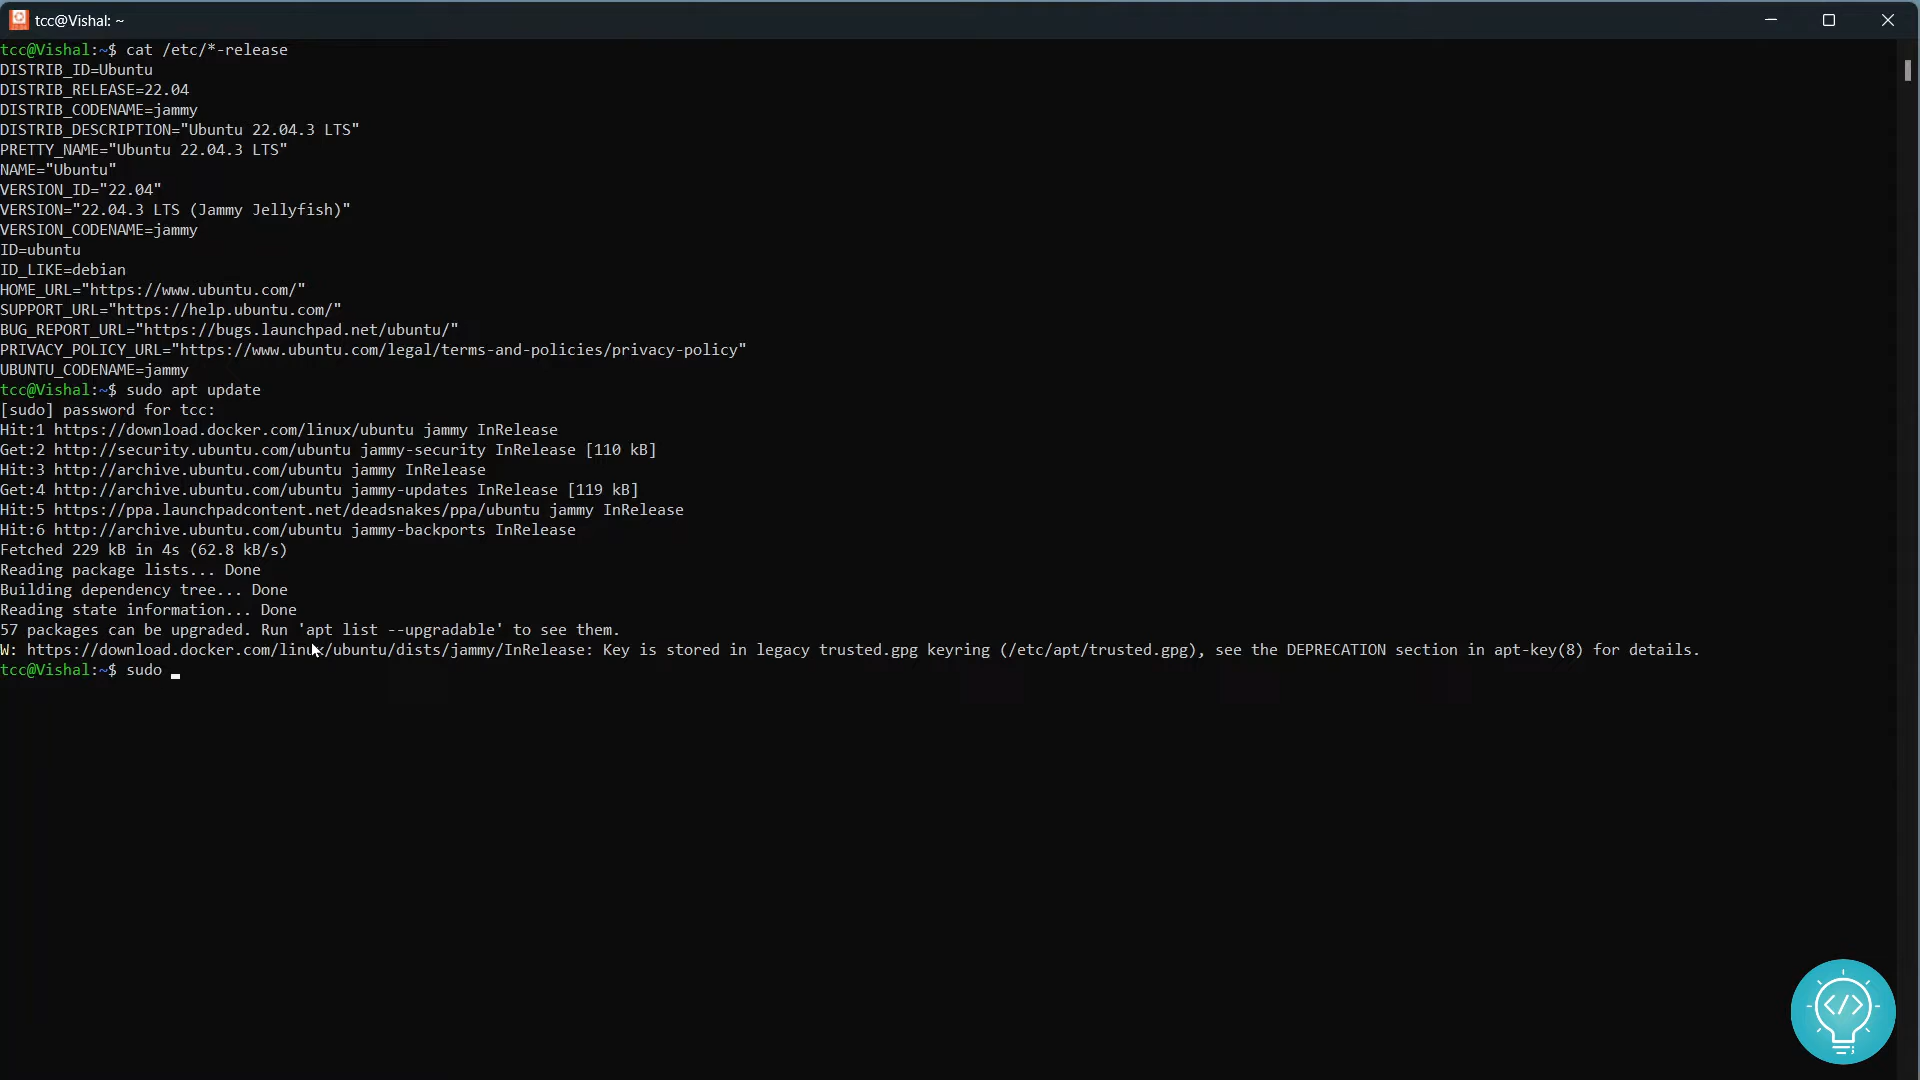 tcc@Vishal: ~
tcc@Vishal:~$ cat /etc/*-release
DISTRIB_ID=Ubuntu
DISTRIB_RELEASE=22.04
DISTRIB_CODENAME=jammy
DISTRIB_DESCRIPTION="Ubuntu 22.04.3 LTS"
PRETTY_NAME="Ubuntu 22.04.3 LTS"
NAME="Ubuntu"
VERSION_ID="22.04"
VERSION="22.04.3 LTS (Jammy Jellyfish)"
VERSION_CODENAME=jammy
ID=ubuntu
ID_LIKE=debian
HOME_URL="https://www.ubuntu.com/"
SUPPORT_URL="https://help.ubuntu.com/"
BUG_REPORT_URL="https://bugs.launchpad.net/ubuntu/"
PRIVACY_POLICY_URL="https://www.ubuntu.com/legal/terms-and-policies/privacy-policy"
UBUNTU_CODENAME=jammy
tcc@Vishal:~$ sudo apt update
[sudo] password for tcc:
Hit:1 https://download.docker.com/linux/ubuntu jammy InRelease
Get:2 http://security.ubuntu.com/ubuntu jammy-security InRelease [110 kB]
Hit:3 http://archive.ubuntu.com/ubuntu jammy InRelease
Get:4 http://archive.ubuntu.com/ubuntu jammy-updates InRelease [119 kB]
Hit:5 https://ppa.launchpadcontent.net/deadsnakes/ppa/ubuntu jammy InRelease
Hit:6 http://archive.ubuntu.com/ubuntu jammy-backports InRelease
Fetched 229 kB in 4s (62.8 kB/s)
Reading package lists... Done
Building dependency tree... Done
Reading state information... Done
57 packages can be upgraded. Run 'apt list --upgradable' to see them.
W: https://download.docker.com/linux/ubuntu/dists/jammy/InRelease: Key is stored in legacy trusted.gpg keyring (/etc/apt/trusted.gpg), see the DEPRECATION section in apt-key(8) for details.
tcc@Vishal:~$ sudo